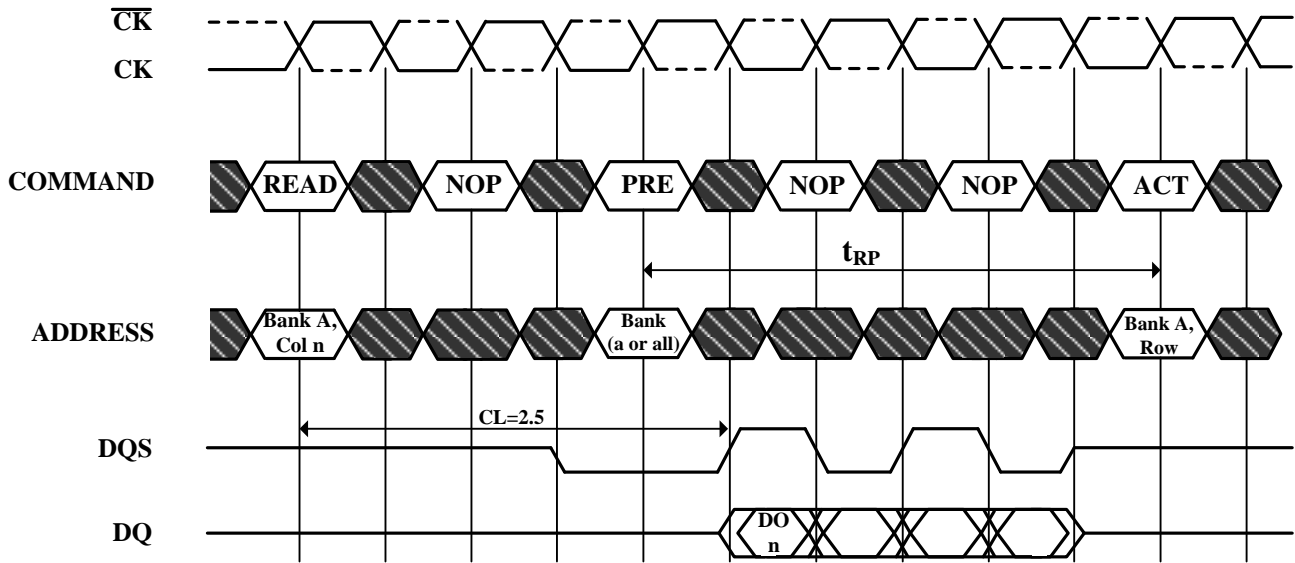 CK
CK
COMMAND
READ
NOP
PRE
NOP
NOP
ACT
tRP
ADDRESS
Bank A,
Col n
Bank
(a or all)
Bank A,
Row
CL=2.5
DQS
DQ
DO
n